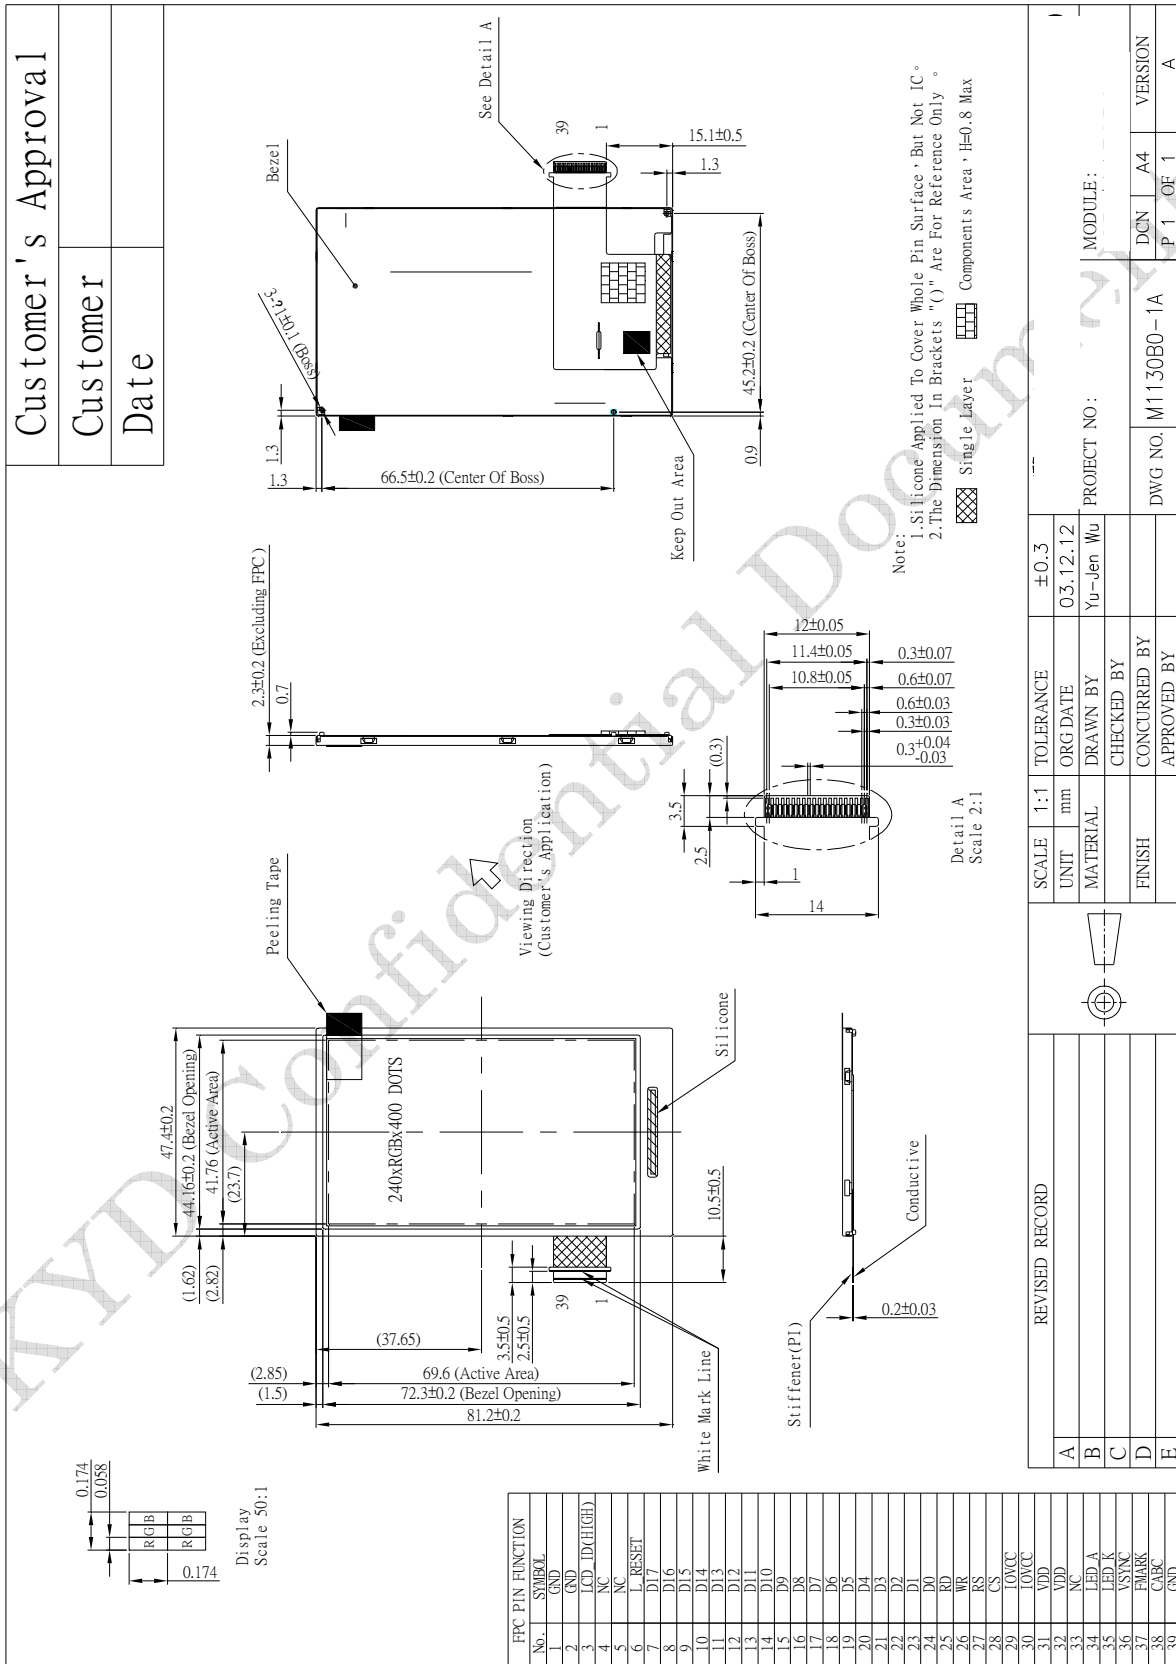 Customer's Approval
Customer
Date
Bezel
See Detail A
39
1
15.1±0.5
1.3
3-?1±0.1 (Boss)
1.3
1.3
66.5±0.2 (Center Of Boss)
45.2±0.2 (Center Of Boss)
0.9
Keep Out Area
Note:
1.Silicone Applied To Cover Whole Pin Surface, But Not IC。
2.The Dimension In Brackets "()" Are For Reference Only 。
Single Layer
Components Area, H=0.8 Max
2.3±0.2 (Excluding FPC)
0.7
Viewing Direction
(Customer's Application)
12±0.05
11.4±0.05
10.8±0.05
0.3±0.07
0.6±0.07
0.6±0.03
0.3±0.03
0.3+0.04
-0.03
(0.3)
3.5
2.5
1
14
Detail A
Scale 2:1
Peeling Tape
47.4±0.2
44.16±0.2 (Bezel Opening)
41.76 (Active Area)
(23.7)
(1.62)
(2.82)
240xRGBx400 DOTS
Silicone
10.5±0.5
39
1
3.5±0.5
2.5±0.5
(37.65)
(2.85)
(1.5)
69.6 (Active Area)
72.3±0.2 (Bezel Opening)
81.2±0.2
White Mark Line
Stiffener(PI)
Conductive
0.2±0.03
0.174
0.058
R G B
R G B
0.174
Display
Scale 50:1
FPC PIN FUNCTION
No. SYMBOL
1 GND
2 GND
3 LCD_ID(HIGH)
4 NC
5 NC
6 L_RESET
7 D17
8 D16
9 D15
10 D14
11 D13
12 D12
13 D11
14 D10
15 D9
16 D8
17 D7
18 D6
19 D5
20 D4
21 D3
22 D2
23 D1
24 D0
25 RD
26 WR
27 RS
28 CS
29 IOVCC
30 IOVCC
31 VDD
32 VDD
33 NC
34 LED_A
35 LED_K
36 VSYNC
37 FMARK
38 CABC
39 GND
REVISED RECORD
A
B
C
D
E
SCALE 1:1
UNIT mm
MATERIAL
FINISH
TOLERANCE ±0.3
ORG DATE 03.12.12
DRAWN BY Yu-Jen Wu
CHECKED BY
CONCURRED BY
APPROVED BY
PROJECT NO:
MODULE:
DWG NO. M1130B0-1A
DCN A4 VERSION
P 1 OF 1 A
KYD Confidential Document